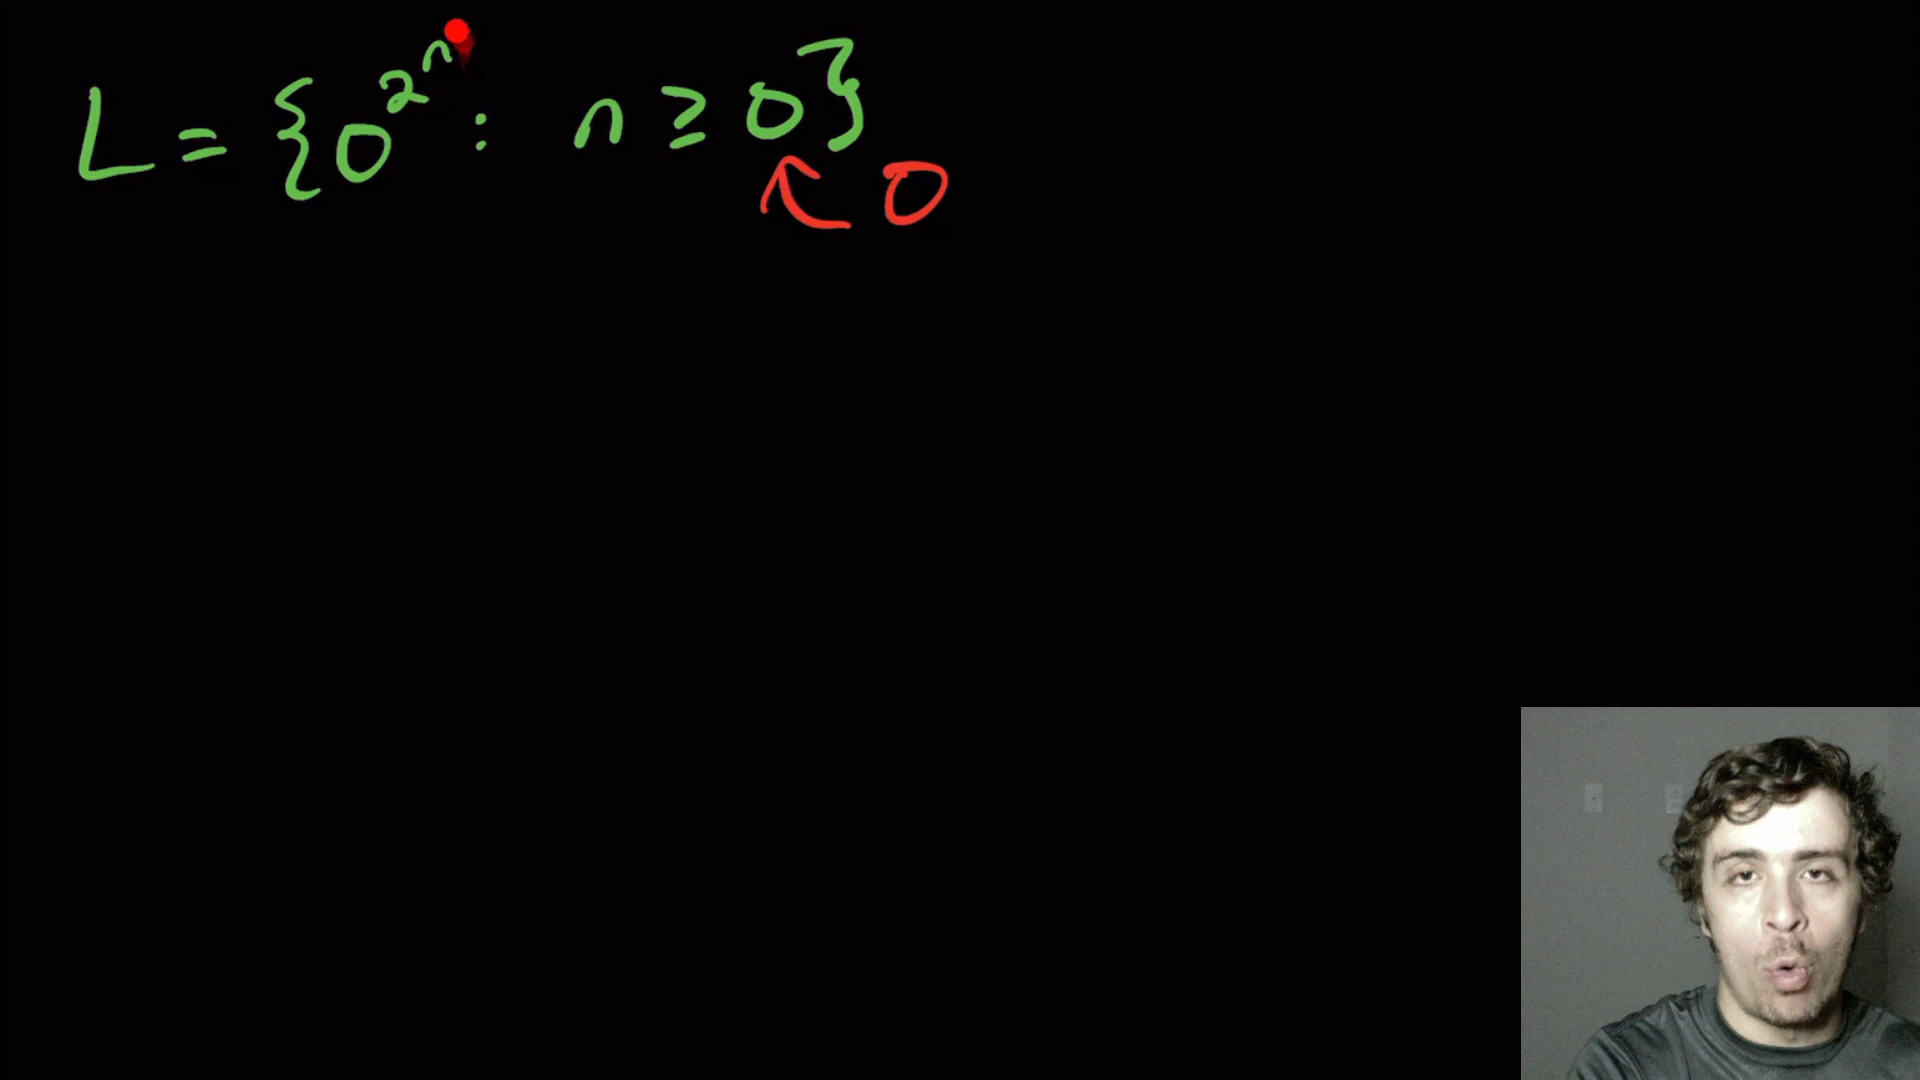 L = {0^2^n : n ≥ 0}
0